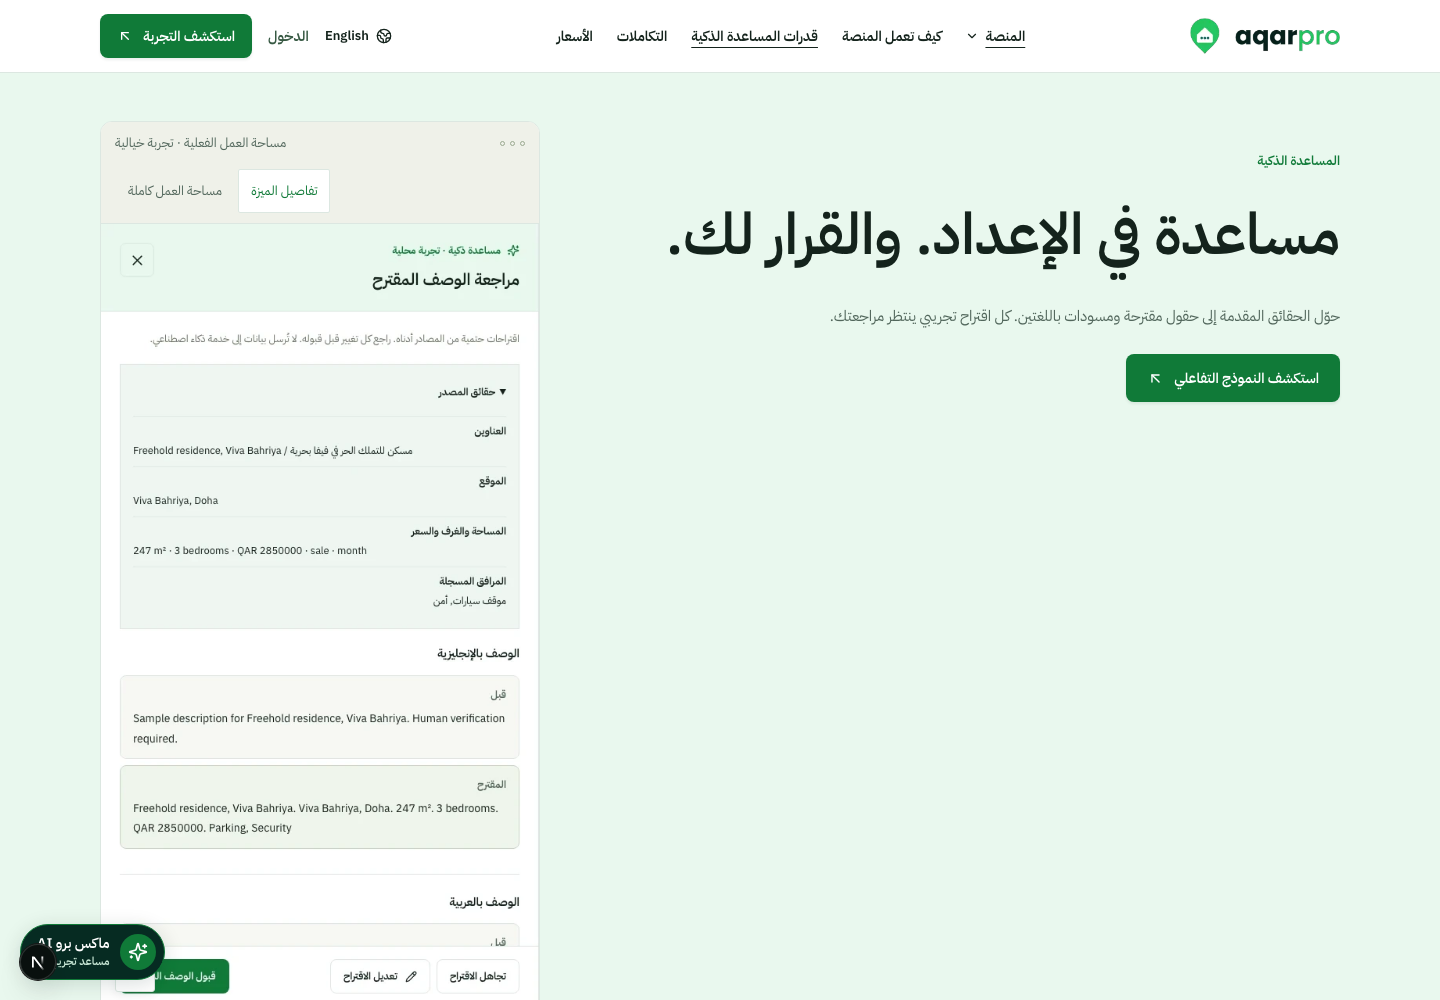 aqarpro
المنصة
كيف تعمل المنصة
قدرات المساعدة الذكية
التكاملات
الأسعار
English
الدخول
استكشف التجربة
المساعدة الذكية
مساعدة في الإعداد. والقرار لك.
حوّل الحقائق المقدمة إلى حقول مقترحة ومسودات باللغتين. كل اقتراح تجريبي ينتظر مراجعتك.
استكشف النموذج التفاعلي
مساحة العمل الفعلية · تجربة خيالية
تفاصيل الميزة
مساحة العمل كاملة
مساعدة ذكية · تجربة محلية
مراجعة الوصف المقترح
اقتراحات حتمية من المصادر أدناه. راجع كل تغيير قبل قبوله. لا تُرسل بيانات إلى خدمة ذكاء اصطناعي.
حقائق المصدر
العناوين
Freehold residence, Viva Bahriya / مسكن للتملك الحر في فيفا بحرية
الموقع
Viva Bahriya, Doha
المساحة والغرف والسعر
247 m² · 3 bedrooms · QAR 2850000 · sale · month
المرافق المسجلة
موقف سيارات, أمن
الوصف بالإنجليزية
قبل
Sample description for Freehold residence, Viva Bahriya. Human verification
required.
المقترح
Freehold residence, Viva Bahriya. Viva Bahriya, Doha. 247 m². 3 bedrooms.
QAR 2850000. Parking, Security
الوصف بالعربية
قبل
تجاهل الاقتراح
تعديل الاقتراح
قبول الوصف
ماكس برو AI
مساعد
N